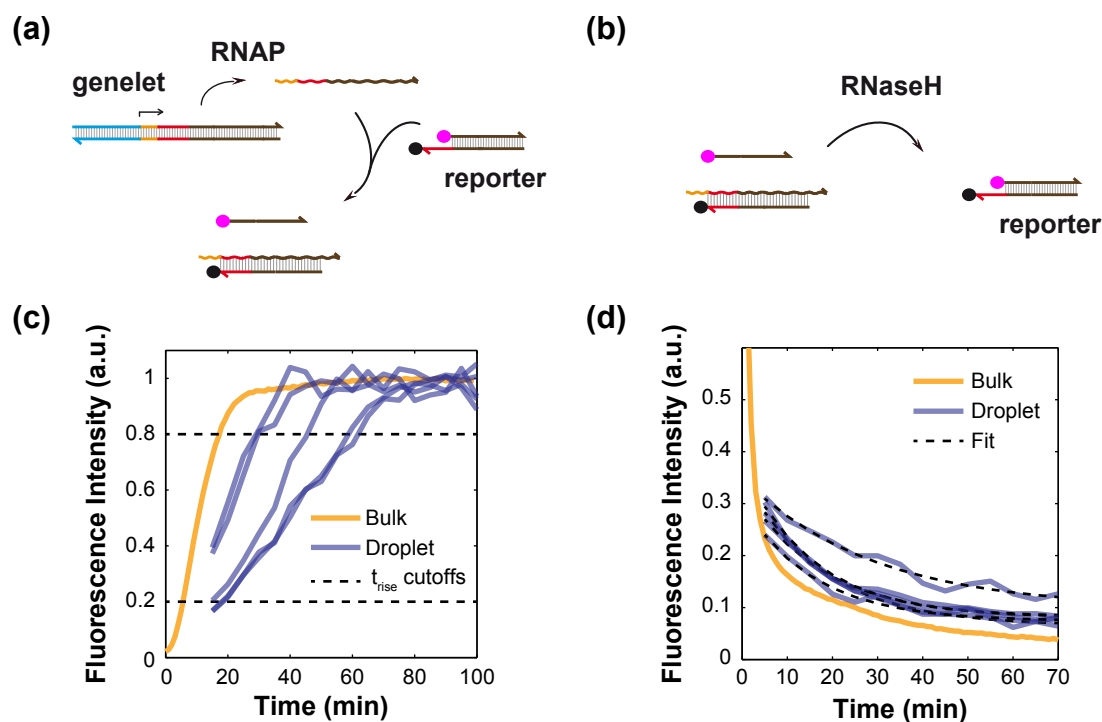 (a)
RNAP
genelet
reporter
(b)
RNaseH
reporter
(c)
Fluorescence Intensity (a.u.)
1
0.8
0.6
0.4
0.2
0
0 20 40 60 80 100
Time (min)
Bulk
Droplet
t_rise cutoffs
(d)
Fluorescence Intensity (a.u.)
0.5
0.4
0.3
0.2
0.1
0
0 10 20 30 40 50 60 70
Time (min)
Bulk
Droplet
Fit